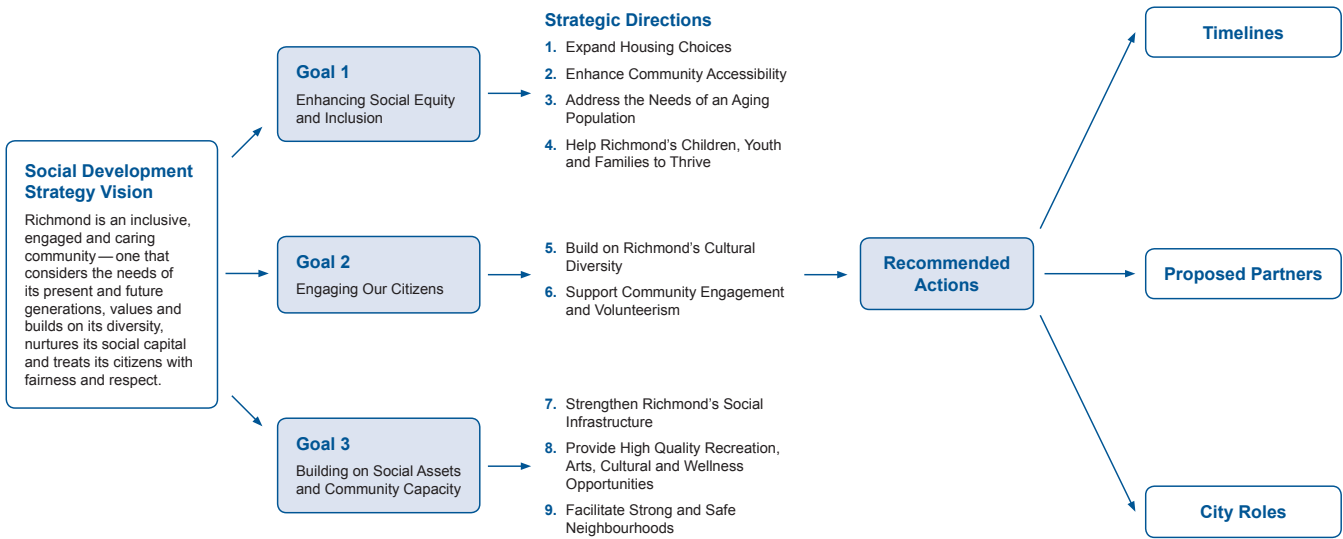 Social Development
Strategy Vision
Richmond is an inclusive,
engaged and caring
community — one that
considers the needs of
its present and future
generations, values and
builds on its diversity,
nurtures its social capital
and treats its citizens with
fairness and respect.
Goal 1
Enhancing Social Equity
and Inclusion
Goal 2
Engaging Our Citizens
Goal 3
Building on Social Assets
and Community Capacity
Strategic Directions
1. Expand Housing Choices
2. Enhance Community Accessibility
3. Address the Needs of an Aging
Population
4. Help Richmond's Children, Youth
and Families to Thrive
5. Build on Richmond's Cultural
Diversity
6. Support Community Engagement
and Volunteerism
7. Strengthen Richmond's Social
Infrastructure
8. Provide High Quality Recreation,
Arts, Cultural and Wellness
Opportunities
9. Facilitate Strong and Safe
Neighbourhoods
Recommended
Actions
Timelines
Proposed Partners
City Roles